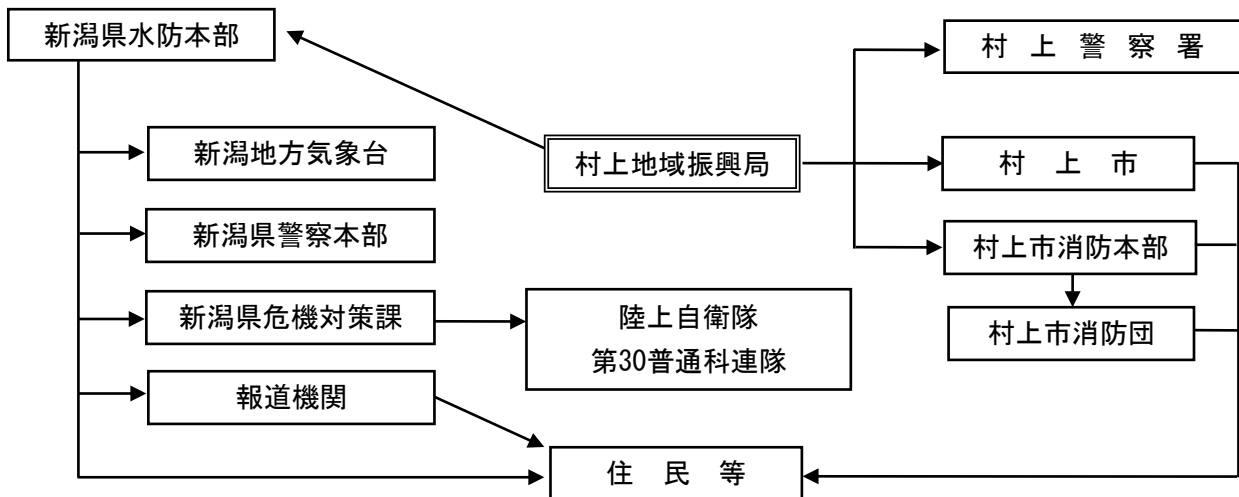 新潟県水防本部
村上警察署
新潟地方気象台
村上地域振興局
村上市
新潟県警察本部
村上市消防本部
新潟県危機対策課
陸上自衛隊
第30普通科連隊
村上市消防団
報道機関
住民等